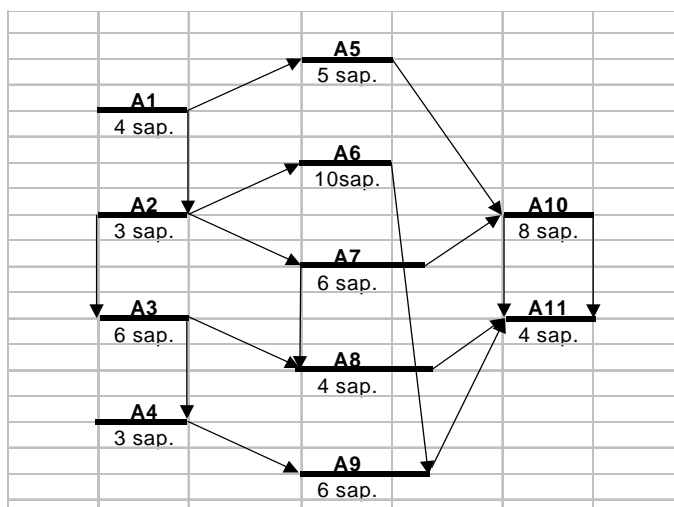 A5
5 sap.
A1
4 sap.
A6
10sap.
A2
3 sap.
A10
8 sap.
A7
6 sap.
A3
6 sap.
A11
4 sap.
A8
4 sap.
A4
3 sap.
A9
6 sap.